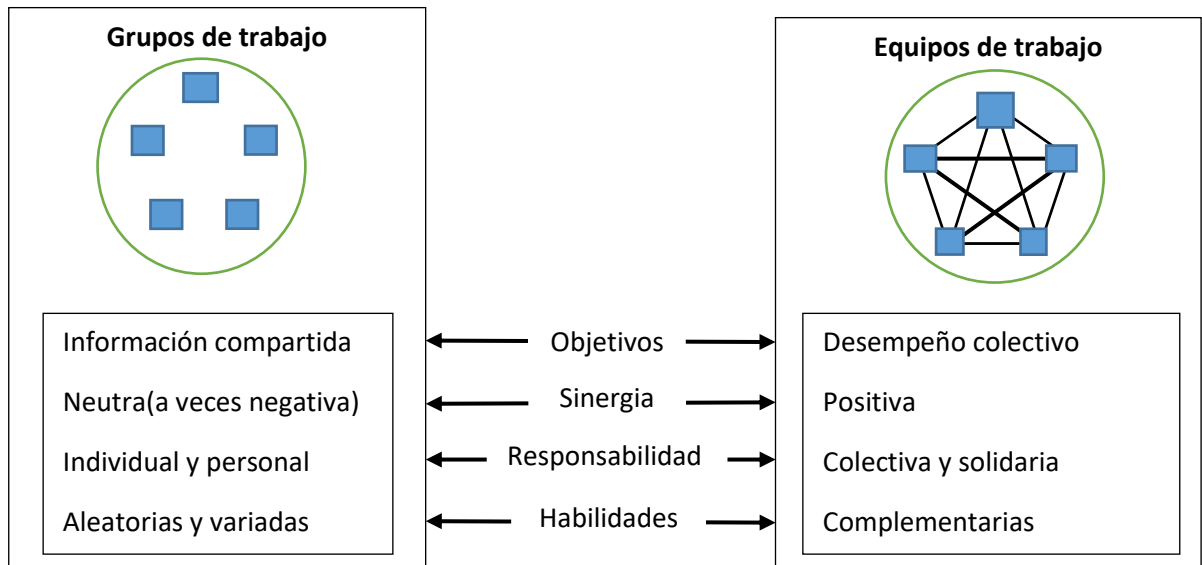 Grupos de trabajo
Equipos de trabajo
Información compartida
Objetivos
Desempeño colectivo
Neutra(a veces negativa)
Sinergia
Positiva
Individual y personal
Responsabilidad
Colectiva y solidaria
Aleatorias y variadas
Habilidades
Complementarias